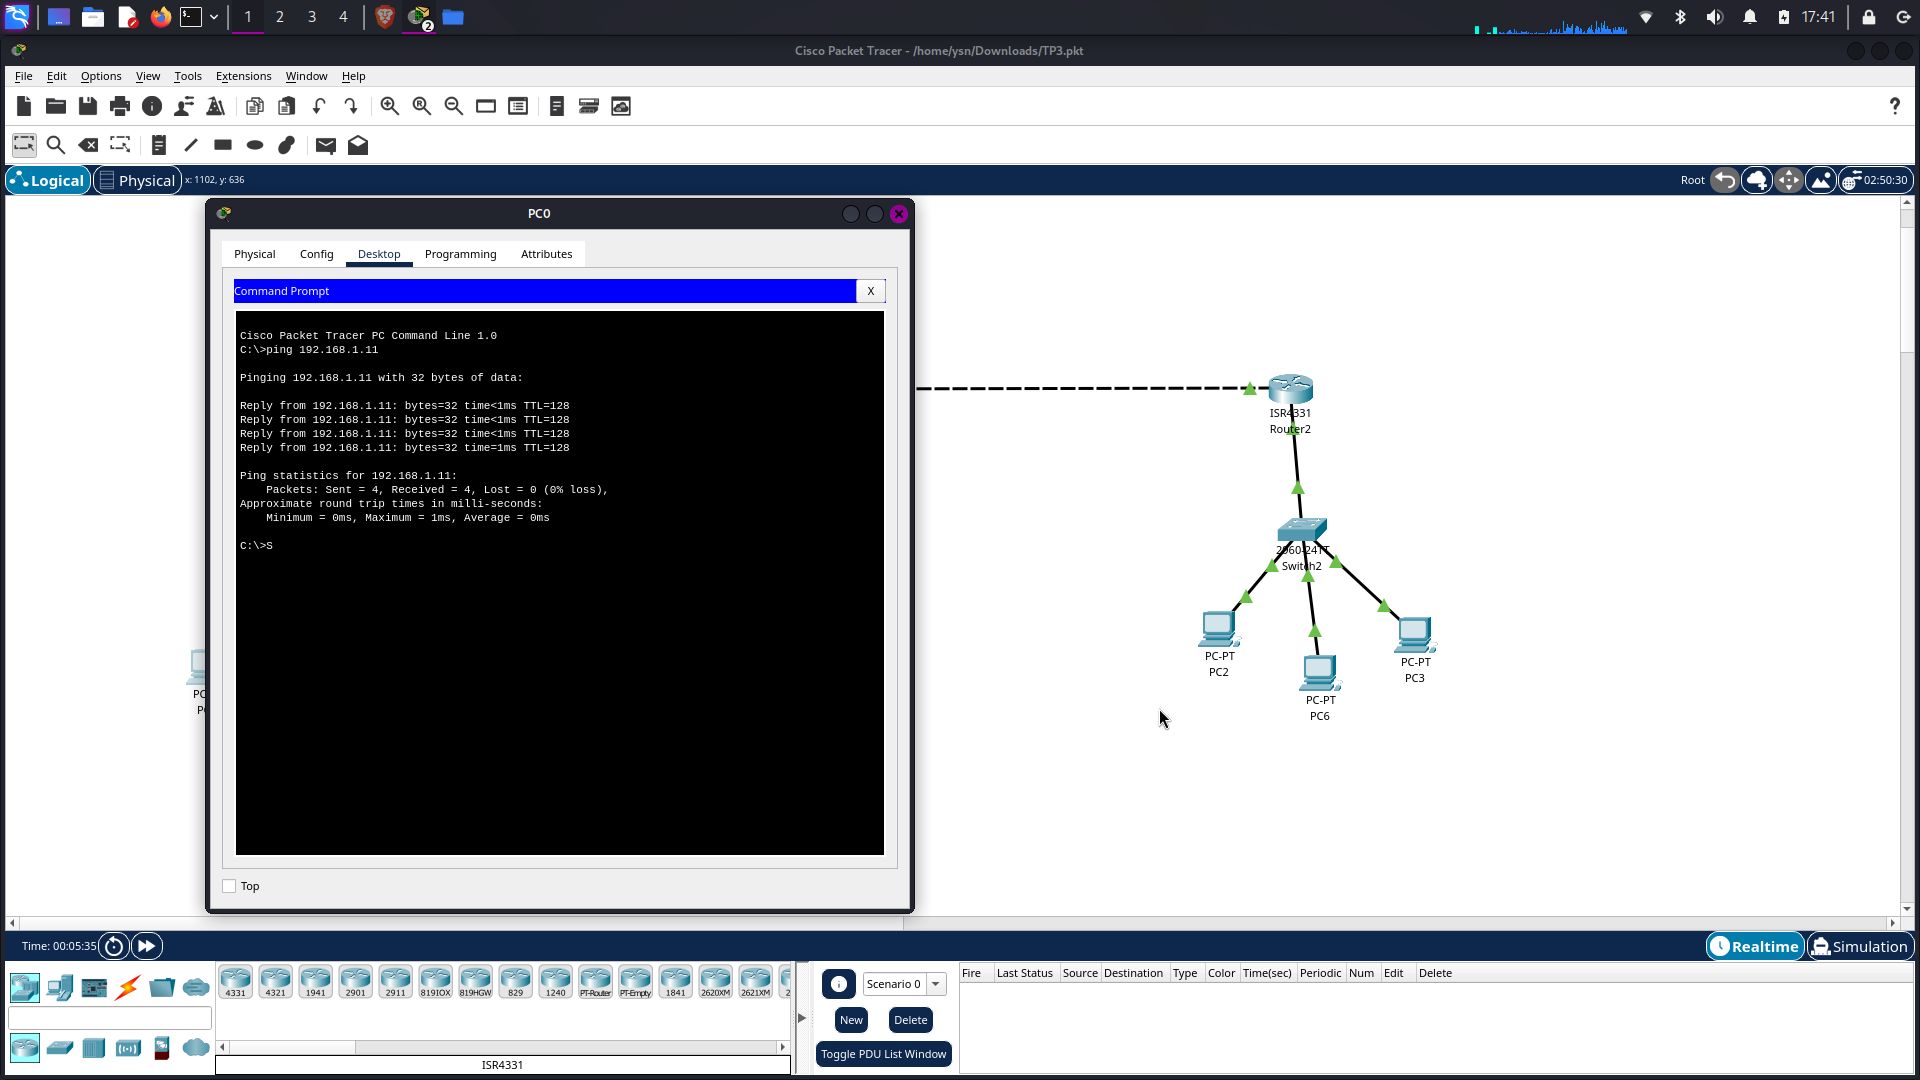 1
2
3
4
2
17:41
Cisco Packet Tracer - /home/ysn/Downloads/TP3.pkt
File Edit Options View Tools Extensions Window Help
?
Logical
Physical
x: 1102, y: 636
Root
02:50:30
PC0
Physical Config Desktop Programming Attributes
Command Prompt
X
Cisco Packet Tracer PC Command Line 1.0
C:\>ping 192.168.1.11
Pinging 192.168.1.11 with 32 bytes of data:
Reply from 192.168.1.11: bytes=32 time<1ms TTL=128
Reply from 192.168.1.11: bytes=32 time<1ms TTL=128
Reply from 192.168.1.11: bytes=32 time<1ms TTL=128
Reply from 192.168.1.11: bytes=32 time=1ms TTL=128
Ping statistics for 192.168.1.11:
Packets: Sent = 4, Received = 4, Lost = 0 (0% loss),
Approximate round trip times in milli-seconds:
Minimum = 0ms, Maximum = 1ms, Average = 0ms
C:\>S
Top
ISR4331
Router2
2960-24TT
Switch2
PC-PT
PC2
PC-PT
PC6
PC-PT
PC3
Time: 00:05:35
Realtime
Simulation
4331 4321 1941 2901 2911 819IOX 819HGW 829 1240 PT-Router PT-Empty 1841 2620XM 2621XM
ISR4331
Scenario 0
New
Delete
Toggle PDU List Window
Fire Last Status Source Destination Type Color Time(sec) Periodic Num Edit Delete